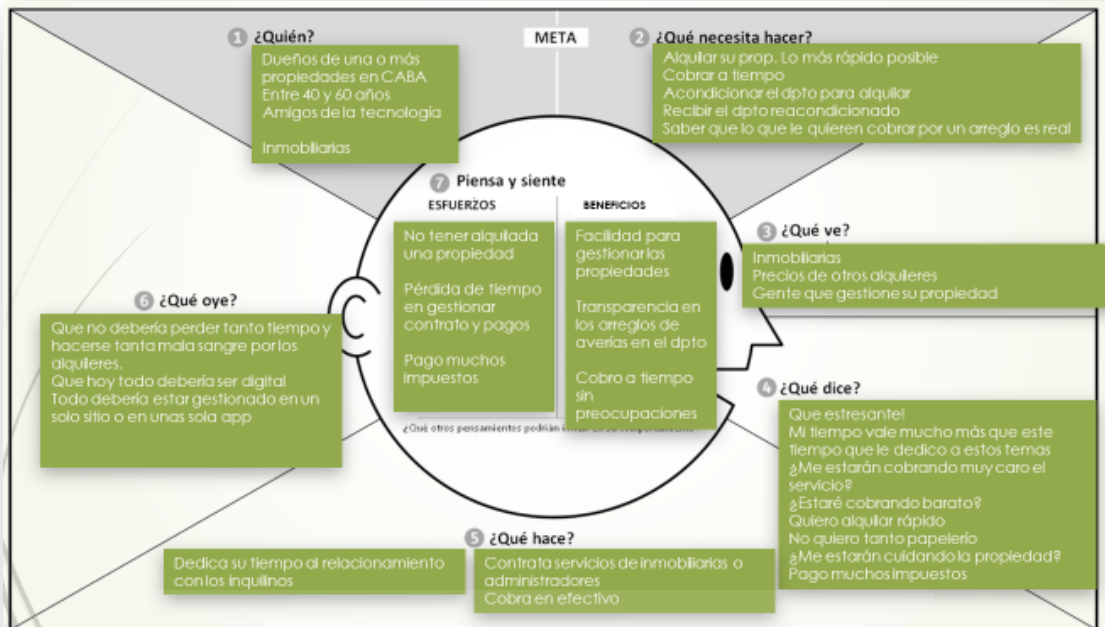 META
1 ¿Quién?
Dueños de una o más
propiedades en CABA
Entre 40 y 60 años
Amigos de la tecnología
Inmobiliarias
2 ¿Qué necesita hacer?
Alquilar su prop. Lo más rápido posible
Cobrar a tiempo
Acondicionar el dpto para alquilar
Recibir el dpto reacondicionado
Saber que lo que le quieren cobrar por un arreglo es real
3 ¿Qué ve?
Inmobiliarias
Precios de otros alquileres
Gente que gestione su propiedad
4 ¿Qué dice?
Que estresante!
Mi tiempo vale mucho más que este
tiempo que le dedico a estos temas
¿Me estarán cobrando muy caro el
servicio?
¿Estaré cobrando barato?
Quiero alquilar rápido
No quiero tanto papelerío
¿Me estarán cuidando la propiedad?
Pago muchos impuestos
5 ¿Qué hace?
Dedica su tiempo al relacionamiento
con los inquilinos
Contrata servicios de inmobiliarias o
administradores
Cobra en efectivo
6 ¿Qué oye?
Que no debería perder tanto tiempo y
hacerse tanta mala sangre por los
alquileres.
Que hoy todo debería ser digital
Todo debería estar gestionado en un
solo sitio o en unas sola app
7 Piensa y siente
ESFUERZOS
No tener alquilada
una propiedad
Pérdida de tiempo
en gestionar
contrato y pagos
Pago muchos
impuestos
BENEFICIOS
Facilidad para
gestionar las
propiedades
Transparencia en
los arreglos de
averías en el dpto
Cobro a tiempo
sin
preocupaciones
¿Qué otros pensamientos podrían